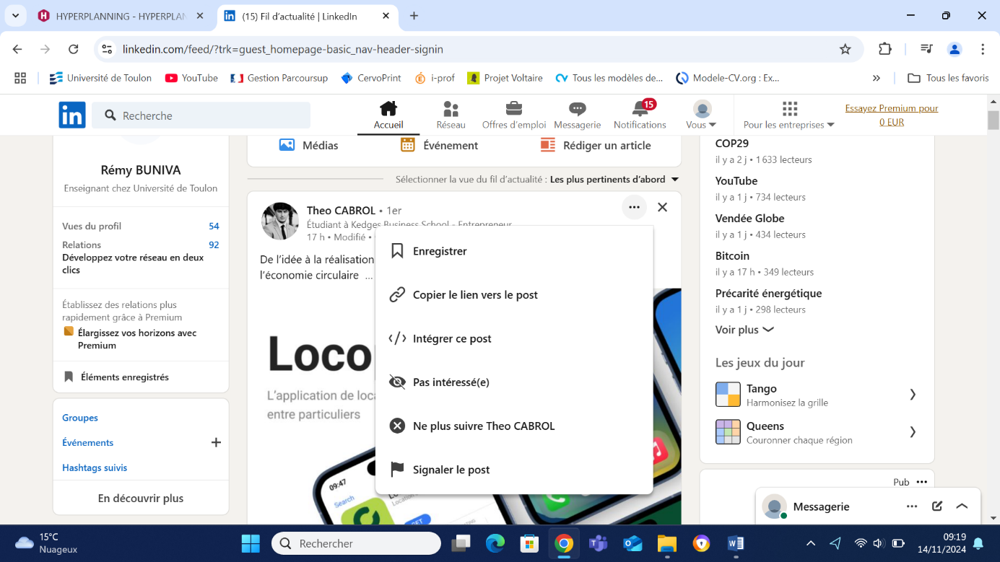 HYPERPLANNING - HYPERPLAN
(15) Fil d'actualité | LinkedIn
linkedin.com/feed/?trk=guest_homepage-basic_nav-header-signin
Université de Toulon
YouTube
Gestion Parcoursup
CervoPrint
i-prof
Projet Voltaire
Tous les modèles de...
Modele-CV.org : Ex...
»
Tous les favoris
in
Recherche
Accueil
Réseau
Offres d'emploi
Messagerie
15
Notifications
Vous
Pour les entreprises
Essayez Premium pour
0 EUR
Rémy BUNIVA
Enseignant chez Université de Toulon
Vues du profil 54
Relations 92
Développez votre réseau en deux
clics
Établissez des relations plus
rapidement grâce à Premium
Élargissez vos horizons avec
Premium
Éléments enregistrés
Groupes
Événements
Hashtags suivis
En découvrir plus
Médias
Événement
Rédiger un article
Sélectionner la vue du fil d'actualité : Les plus pertinents d'abord
Theo CABROL • 1er
Étudiant à Kedges Business School - Entrepreneur
17 h • Modifié •
De l'idée à la réalisation
l'économie circulaire ...
Enregistrer
Copier le lien vers le post
Intégrer ce post
Pas intéressé(e)
Ne plus suivre Theo CABROL
Signaler le post
L'application de loca
entre particuliers
09:47
Search
COP29
il y a 2 j • 1 633 lecteurs
YouTube
il y a 1 j • 734 lecteurs
Vendée Globe
il y a 1 j • 434 lecteurs
Bitcoin
il y a 17 h • 349 lecteurs
Précarité énergétique
il y a 1 j • 298 lecteurs
Voir plus
Les jeux du jour
Tango
Harmonisez la grille
Queens
Couronner chaque région
Pub
Messagerie
15°C
Nuageux
Rechercher
09:19
14/11/2024